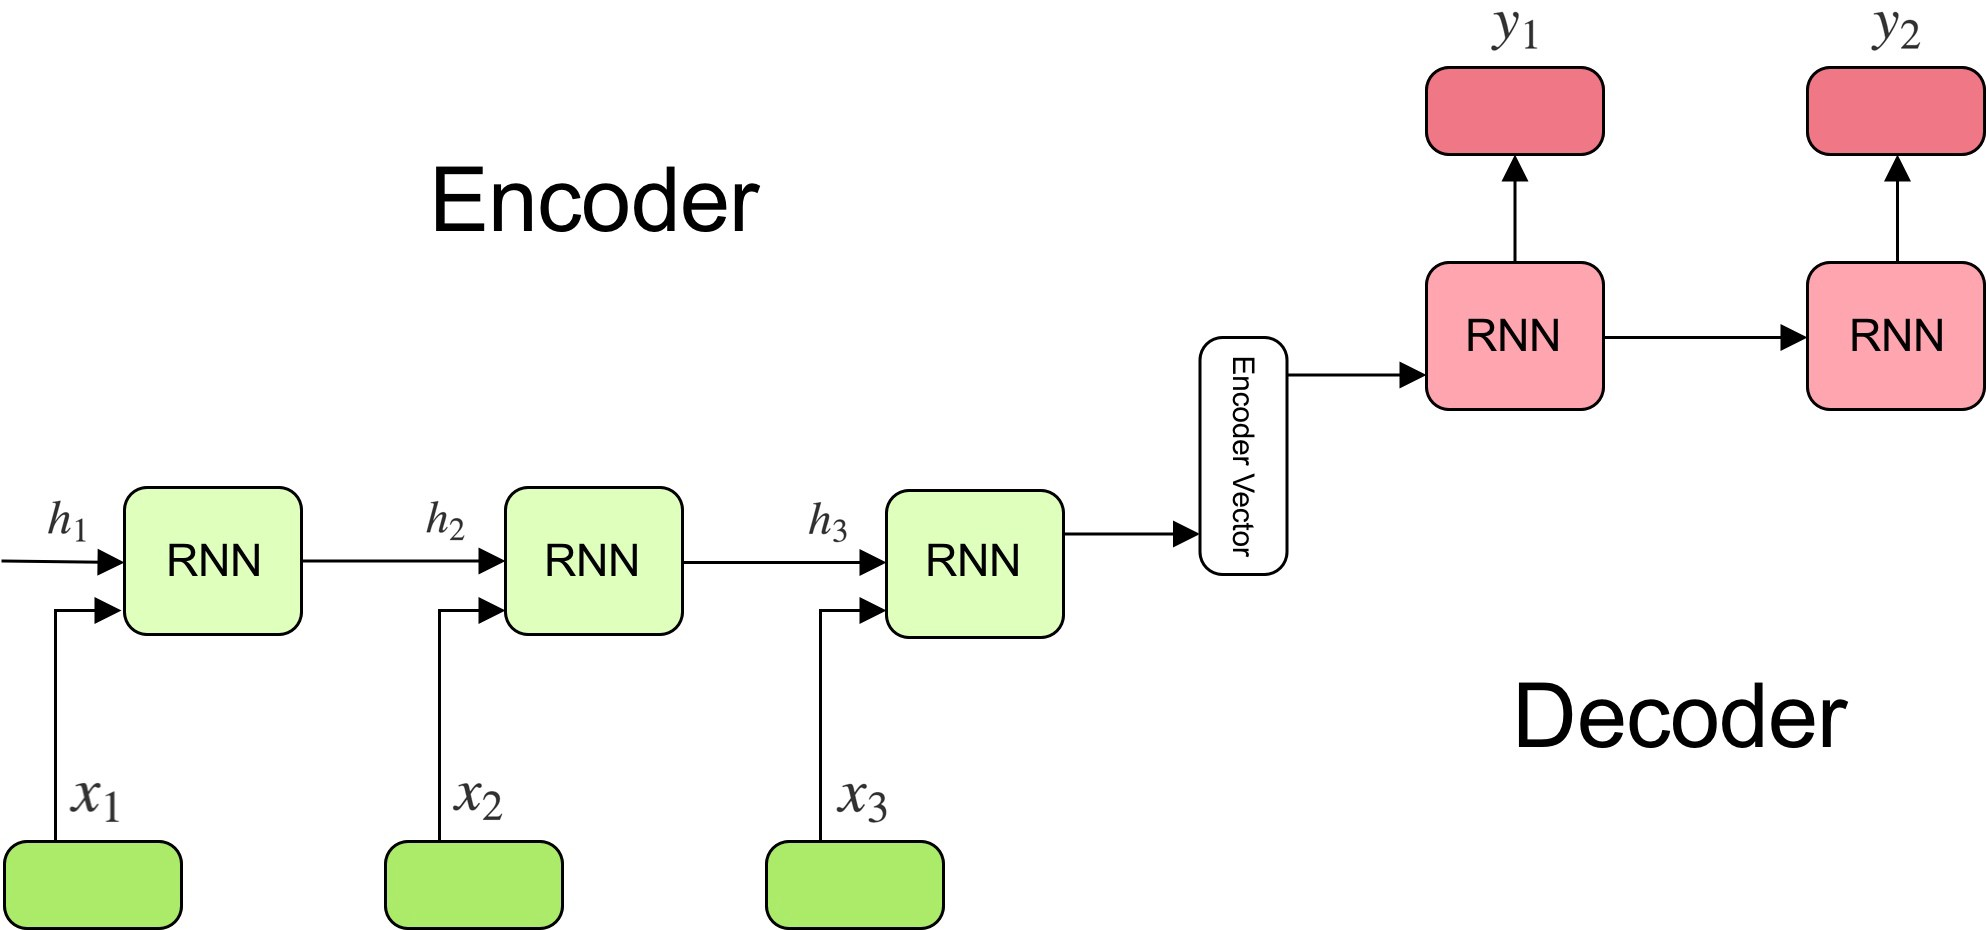 y₁ y₂
Encoder
RNN RNN
Encoder Vector
h₁ h₂ h₃
RNN RNN RNN
Decoder
x₁ x₂ x₃